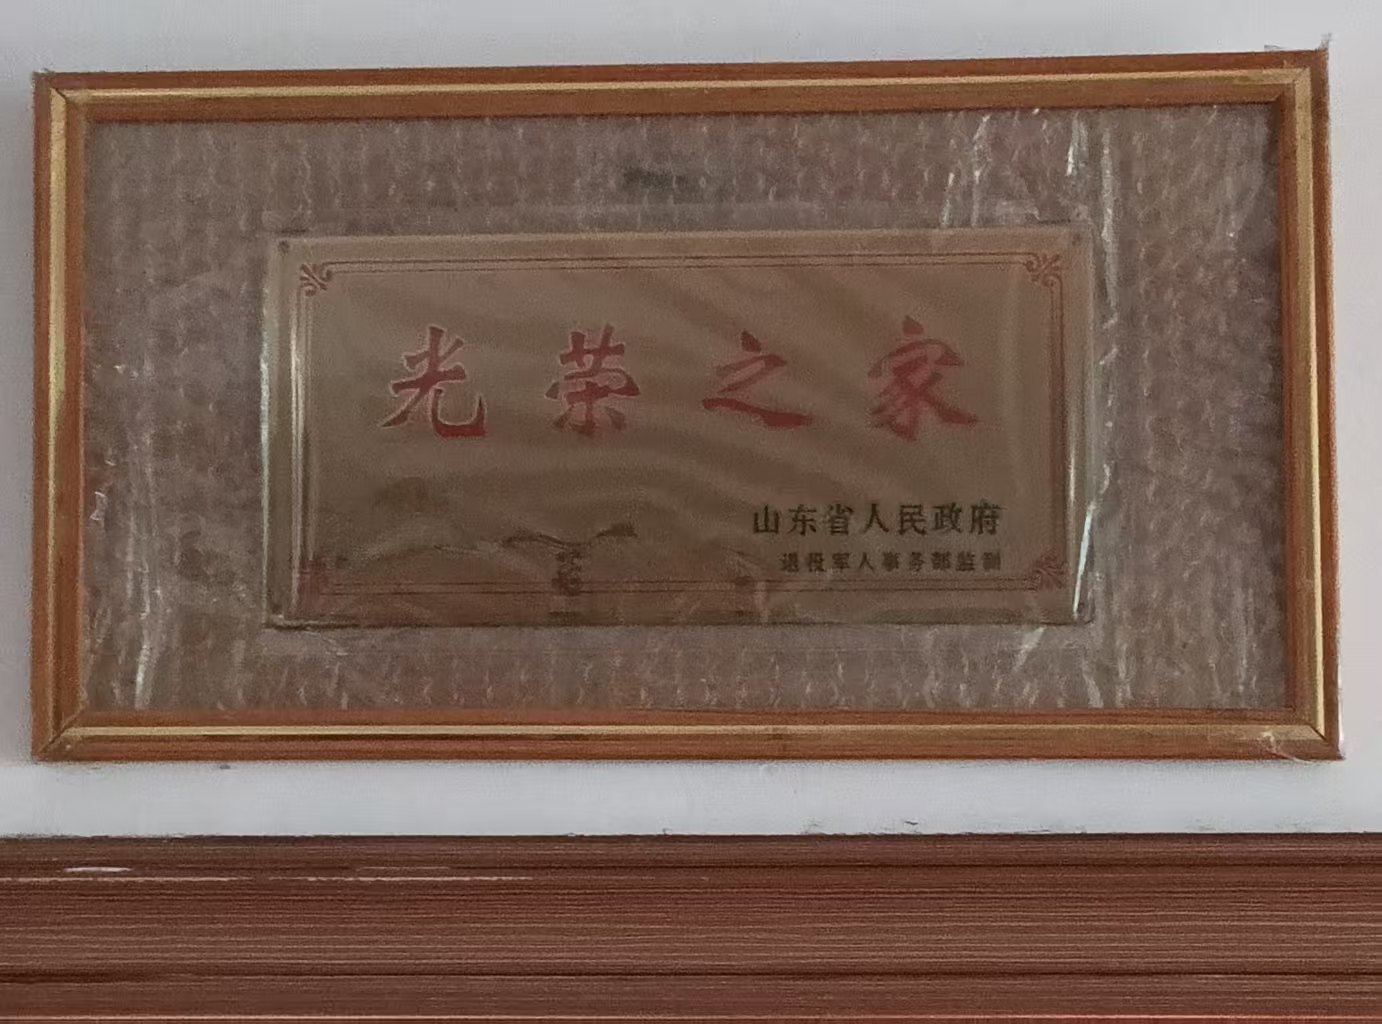 光荣之家
山东省人民政府
退役军人事务部监制